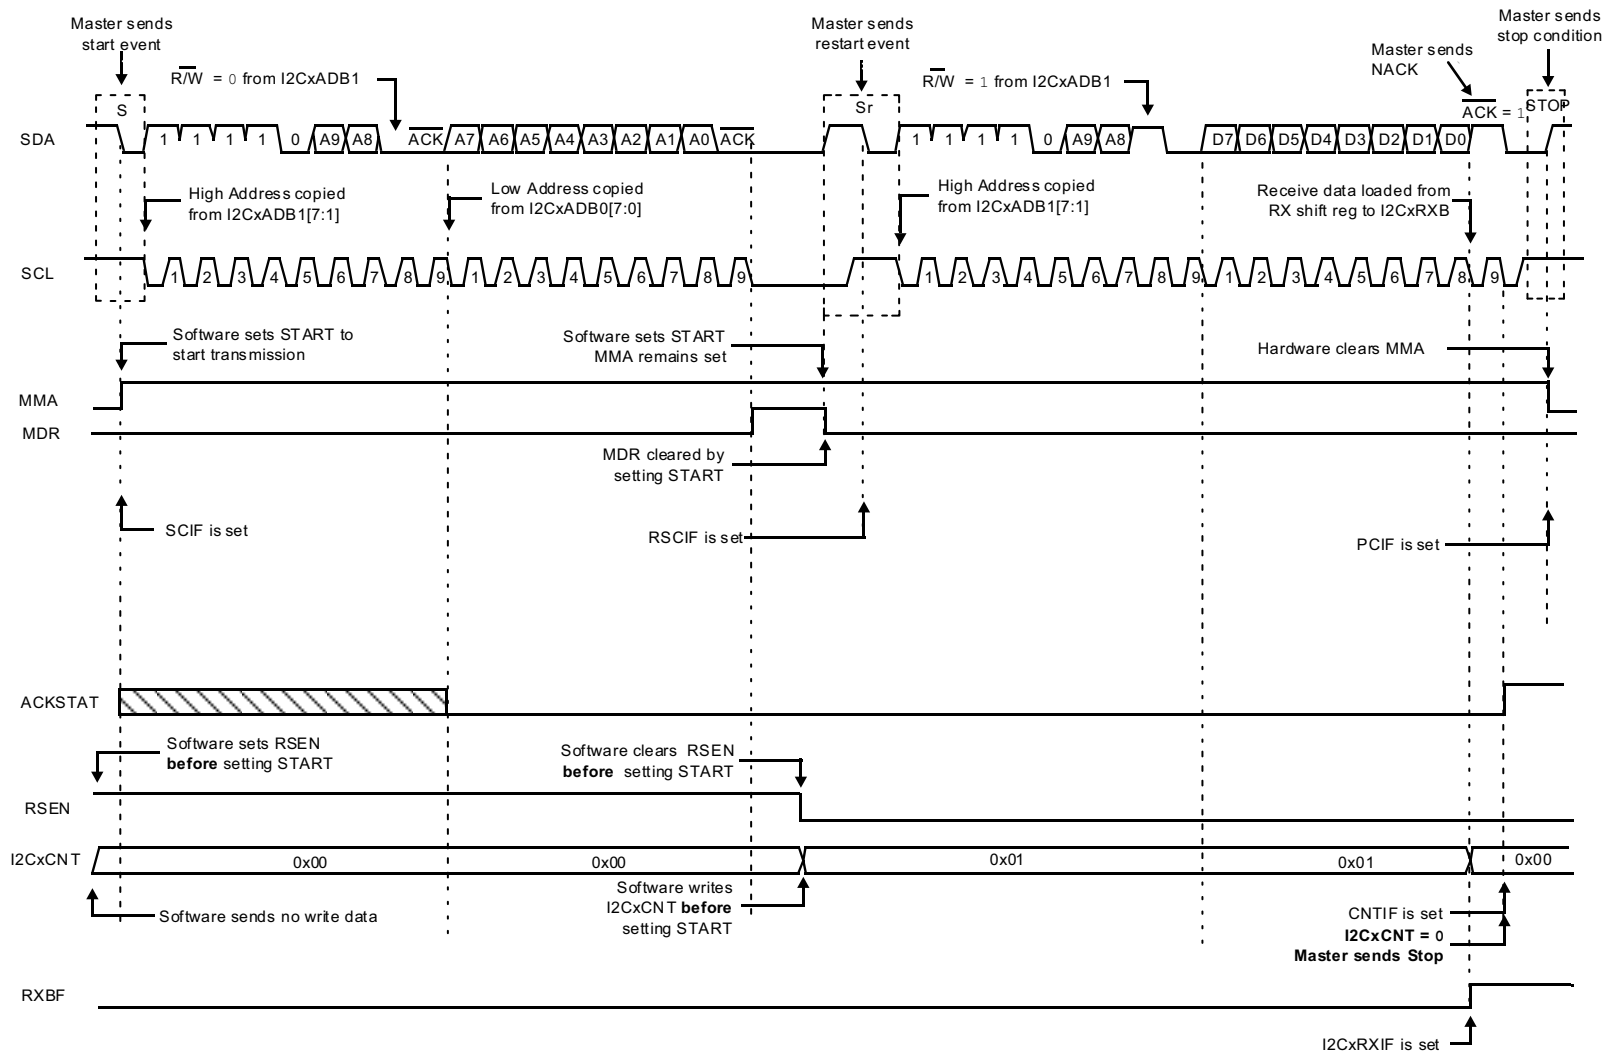 Master sends
start event
Master sends
restart event
Master sends
stop condition
Master sends
NACK
R/W = 0 from I2CxADB1
R/W = 1 from I2CxADB1
S
Sr
ACK = 1
STOP
SDA
1 1 1 1 0 A9 A8 ACK A7 A6 A5 A4 A3 A2 A1 A0 ACK 1 1 1 1 0 A9 A8 D7 D6 D5 D4 D3 D2 D1 D0
High Address copied
from I2CxADB1[7:1]
Low Address copied
from I2CxADB0[7:0]
High Address copied
from I2CxADB1[7:1]
Receive data loaded from
RX shift reg to I2CxRXB
SCL
1 2 3 4 5 6 7 8 9 1 2 3 4 5 6 7 8 9 1 2 3 4 5 6 7 8 9 1 2 3 4 5 6 7 8 9
Software sets START to
start transmission
Software sets START
MMA remains set
Hardware clears MMA
MMA
MDR
MDR cleared by
setting START
SCIF is set
RSCIF is set
PCIF is set
ACKSTAT
Software sets RSEN
before setting START
Software clears RSEN
before setting START
RSEN
I2CxCNT
0x00 0x00 0x01 0x01 0x00
Software sends no write data
Software writes
I2CxCNT before
setting START
CNTIF is set
I2CxCNT = 0
Master sends Stop
RXBF
I2CxRXIF is set